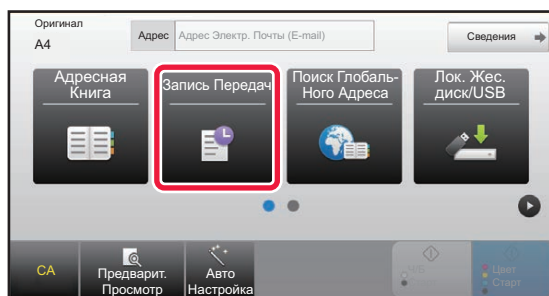 Оригинал
A4
Адрес
Адрес Электр. Почты (E-mail)
Сведения
Адресная
Книга
Запись Передач
Поиск Глобаль-
Ного Адреса
Лок. Жес.
диск/USB
CA
Предварит.
Просмотр
Авто
Настройка
Ч/Б
Старт
Цвет
Старт